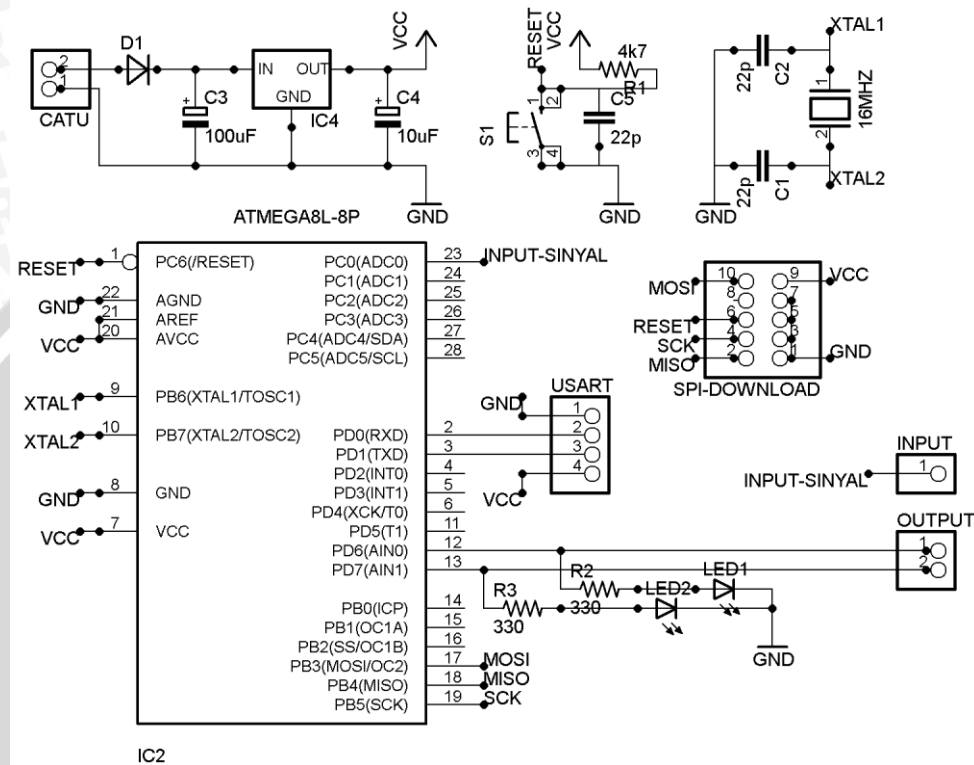 D1
2
1
CATU
+
C3
100uF
IN
OUT
GND
IC4
+
C4
10uF
VCC
GND
RESET
VCC
4k7
R1
1
2
S1
3
4
C5
22p
GND
XTAL1
22p
C2
1
16MHZ
2
22p
C1
XTAL2
GND
ATMEGA8L-8P
RESET
1
PC6(/RESET)
GND
22
AGND
21
AREF
VCC
20
AVCC
XTAL1
9
PB6(XTAL1/TOSC1)
XTAL2
10
PB7(XTAL2/TOSC2)
GND
8
GND
VCC
7
VCC
PC0(ADC0)
23
INPUT-SINYAL
PC1(ADC1)
24
PC2(ADC2)
25
PC3(ADC3)
26
PC4(ADC4/SDA)
27
PC5(ADC5/SCL)
28
PD0(RXD)
2
PD1(TXD)
3
PD2(INT0)
4
PD3(INT1)
5
PD4(XCK/T0)
6
PD5(T1)
11
PD6(AIN0)
12
PD7(AIN1)
13
PB0(ICP)
14
PB1(OC1A)
15
PB2(SS/OC1B)
16
PB3(MOSI/OC2)
17
MOSI
PB4(MISO)
18
MISO
PB5(SCK)
19
SCK
IC2
USART
GND
1
2
3
4
VCC
MOSI
10
9
VCC
8
7
RESET
6
5
SCK
4
3
MISO
2
1
GND
SPI-DOWNLOAD
INPUT
INPUT-SINYAL
1
OUTPUT
1
2
R2
330
LED1
R3
330
LED2
GND